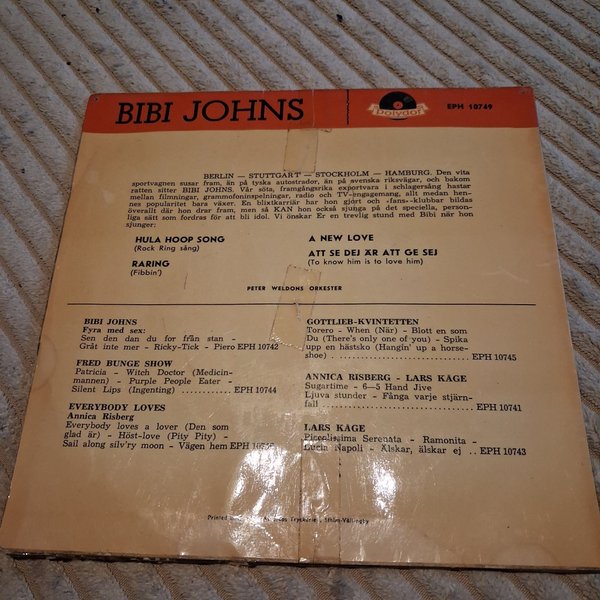 BIBI JOHNS
polydor
EPH 10749
BERLIN — STUTTGART — STOCKHOLM — HAMBURG. Den vita
sportvagnen susar fram, än på tyska autostrador, än på svenska riksvägar, och bakom
ratten sitter BIBI JOHNS. Vår söta, framgångsrika exportvara i schlagersång hastar
mellan filmningar, grammofoninspelningar, radio och TV-engagemang, allt medan hen-
nes popularitet bara växer. En blixtkarriär har hon gjort och »fans»-klubbar bildas
överallt där hon drar fram, men så KAN hon också sjunga på det speciella, person-
liga sätt som fordras för att bli idol. Vi önskar Er en trevlig stund med Bibi när hon
sjunger:
HULA HOOP SONG
(Rock Ring sång)
RARING
(Fibbin')
A NEW LOVE
ATT SE DEJ ÄR ATT GE SEJ
(To know him is to love him)
PETER WELDONS ORKESTER
BIBI JOHNS
Fyra med sex:
Sen den dan du for från stan -
Gråt inte mer - Ricky-Tick - Piero EPH 10742
FRED BUNGE SHOW
Patricia - Witch Doctor (Medicin-
mannen) - Purple People Eater -
Silent Lips (Ingenting) ............ EPH 10744
EVERYBODY LOVES
Annica Risberg
Everybody loves a lover (Den som
glad är) - Höst-love (Pity Pity) -
Sail along silv'ry moon - Vägen hem EPH
GOTTLIEB-KVINTETTEN
Torero - When (När) - Blott en som
Du (There's only one of you) - Spika
upp en hästsko (Hangin' up a horse-
shoe) .............................. EPH 10745
ANNICA RISBERG - LARS KÅGE
Sugartime - 6—5 Hand Jive
Ljuva stunder - Fånga varje stjärn-
fall .............................. EPH 10741
LARS KÅGE
Piccolissima Serenata - Ramonita -
Lucia Napoli - Älskar, älskar ej .. EPH 10743
Printed Tryckerier, Sthlm-Vällingby